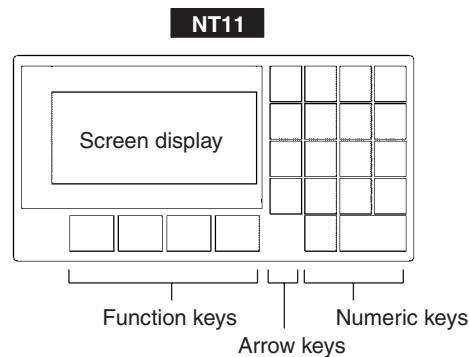 NT11
Screen display
Function keys
Numeric keys
Arrow keys